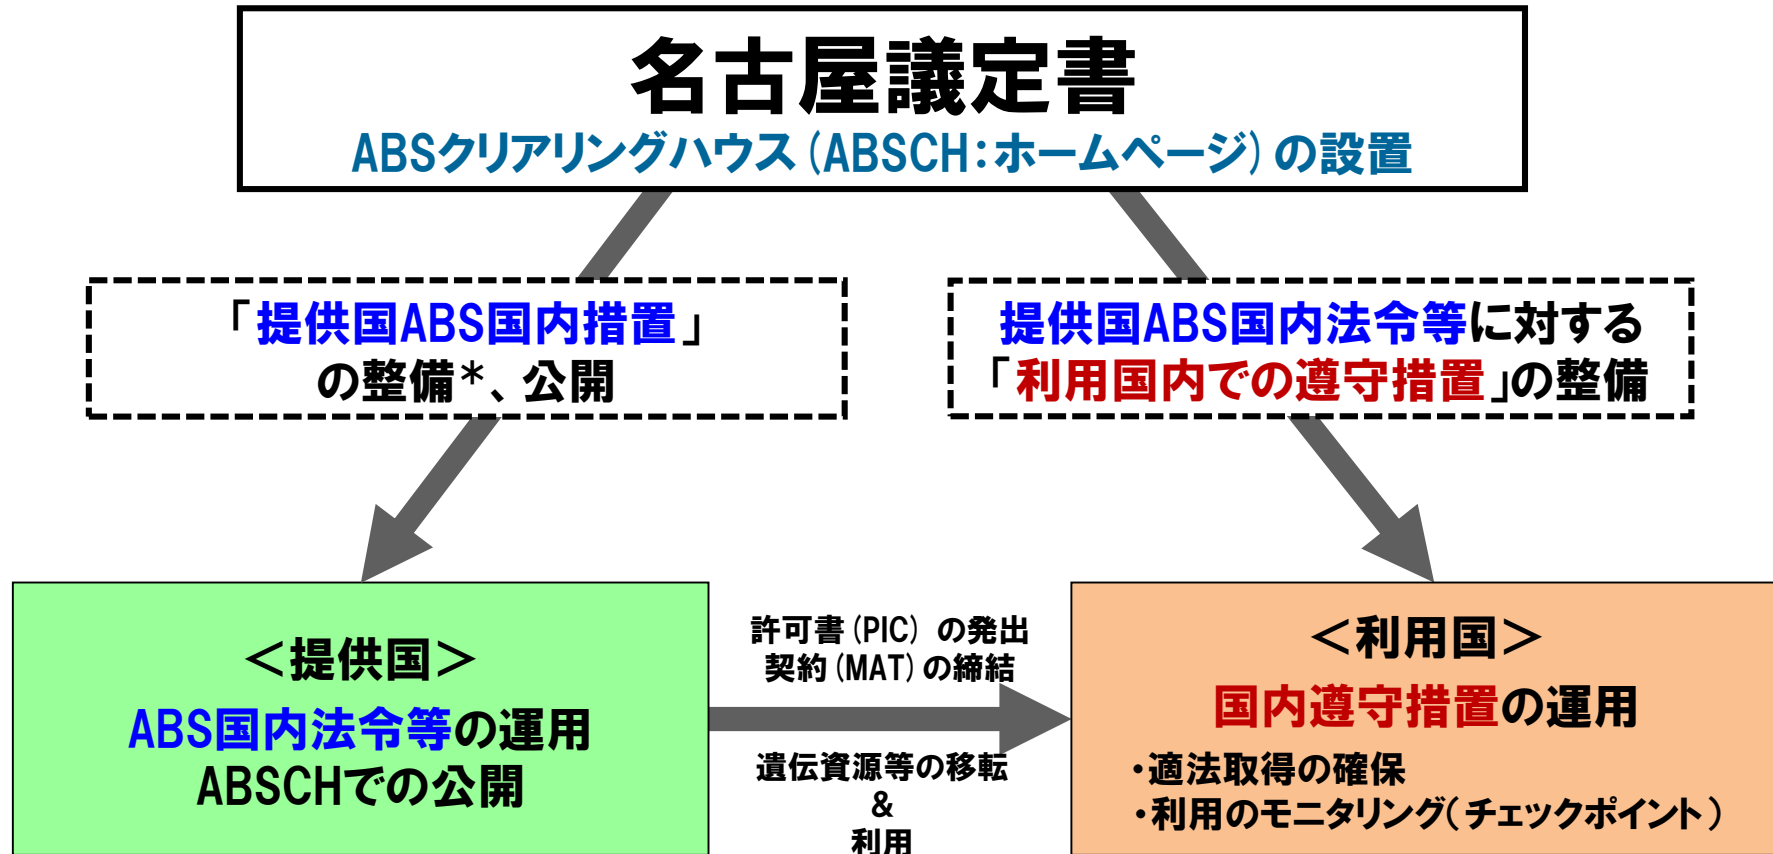 名古屋議定書
ABSクリアリングハウス(ABSCH:ホームページ)の設置
「提供国ABS国内措置」
の整備*、公開
提供国ABS国内法令等に対する
「利用国内での遵守措置」の整備
<提供国>
ABS国内法令等の運用
ABSCHでの公開
許可書(PIC) の発出
契約(MAT)の締結
遺伝資源等の移転
&
利用
<利用国>
国内遵守措置の運用
・適法取得の確保
・利用のモニタリング(チェックポイント)